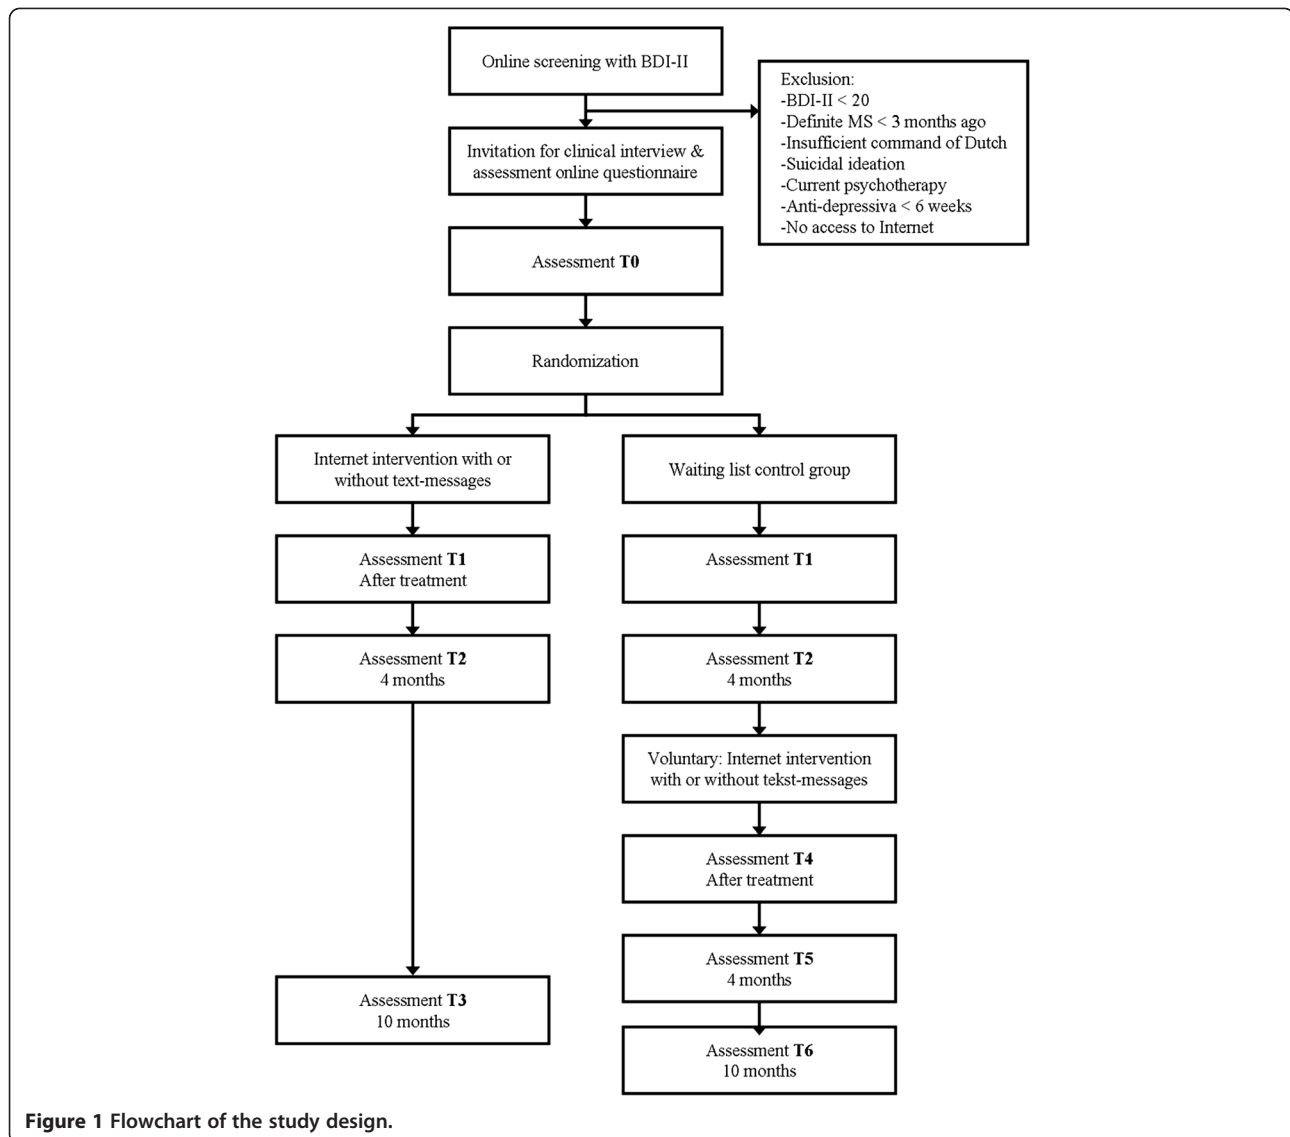 Online screening with BDI-II
Exclusion:
-BDI-II < 20
-Definite MS < 3 months ago
-Insufficient command of Dutch
-Suicidal ideation
-Current psychotherapy
-Anti-depressiva < 6 weeks
-No access to Internet
Invitation for clinical interview &
assessment online questionnaire
Assessment T0
Randomization
Internet intervention with or
without text-messages
Assessment T1
After treatment
Assessment T2
4 months
Assessment T3
10 months
Waiting list control group
Assessment T1
Assessment T2
4 months
Voluntary: Internet intervention
with or without tekst-messages
Assessment T4
After treatment
Assessment T5
4 months
Assessment T6
10 months
Figure 1 Flowchart of the study design.